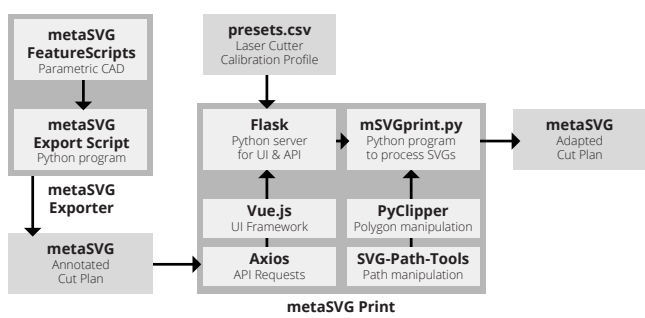 metaSVG
FeatureScripts
Parametric CAD
metaSVG
Export Script
Python program
metaSVG
Exporter
metaSVG
Annotated
Cut Plan
presets.csv
Laser Cutter
Calibration Profile
Flask
Python server
for UI & API
mSVGprint.py
Python program
to process SVGs
Vue.js
UI Framework
Axios
API Requests
PyClipper
Polygon manipulation
SVG-Path-Tools
Path manipulation
metaSVG Print
metaSVG
Adapted
Cut Plan